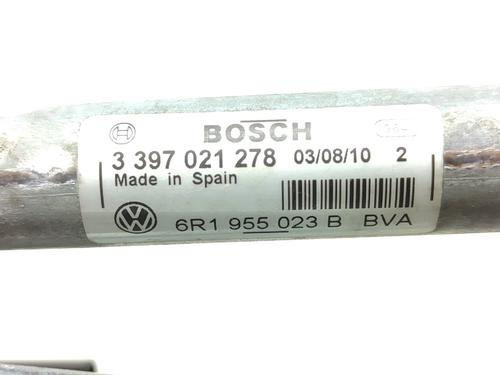 BOSCH
3 397 021 278 03/08/10 2
Made in Spain
6R1 955 023 B BVA